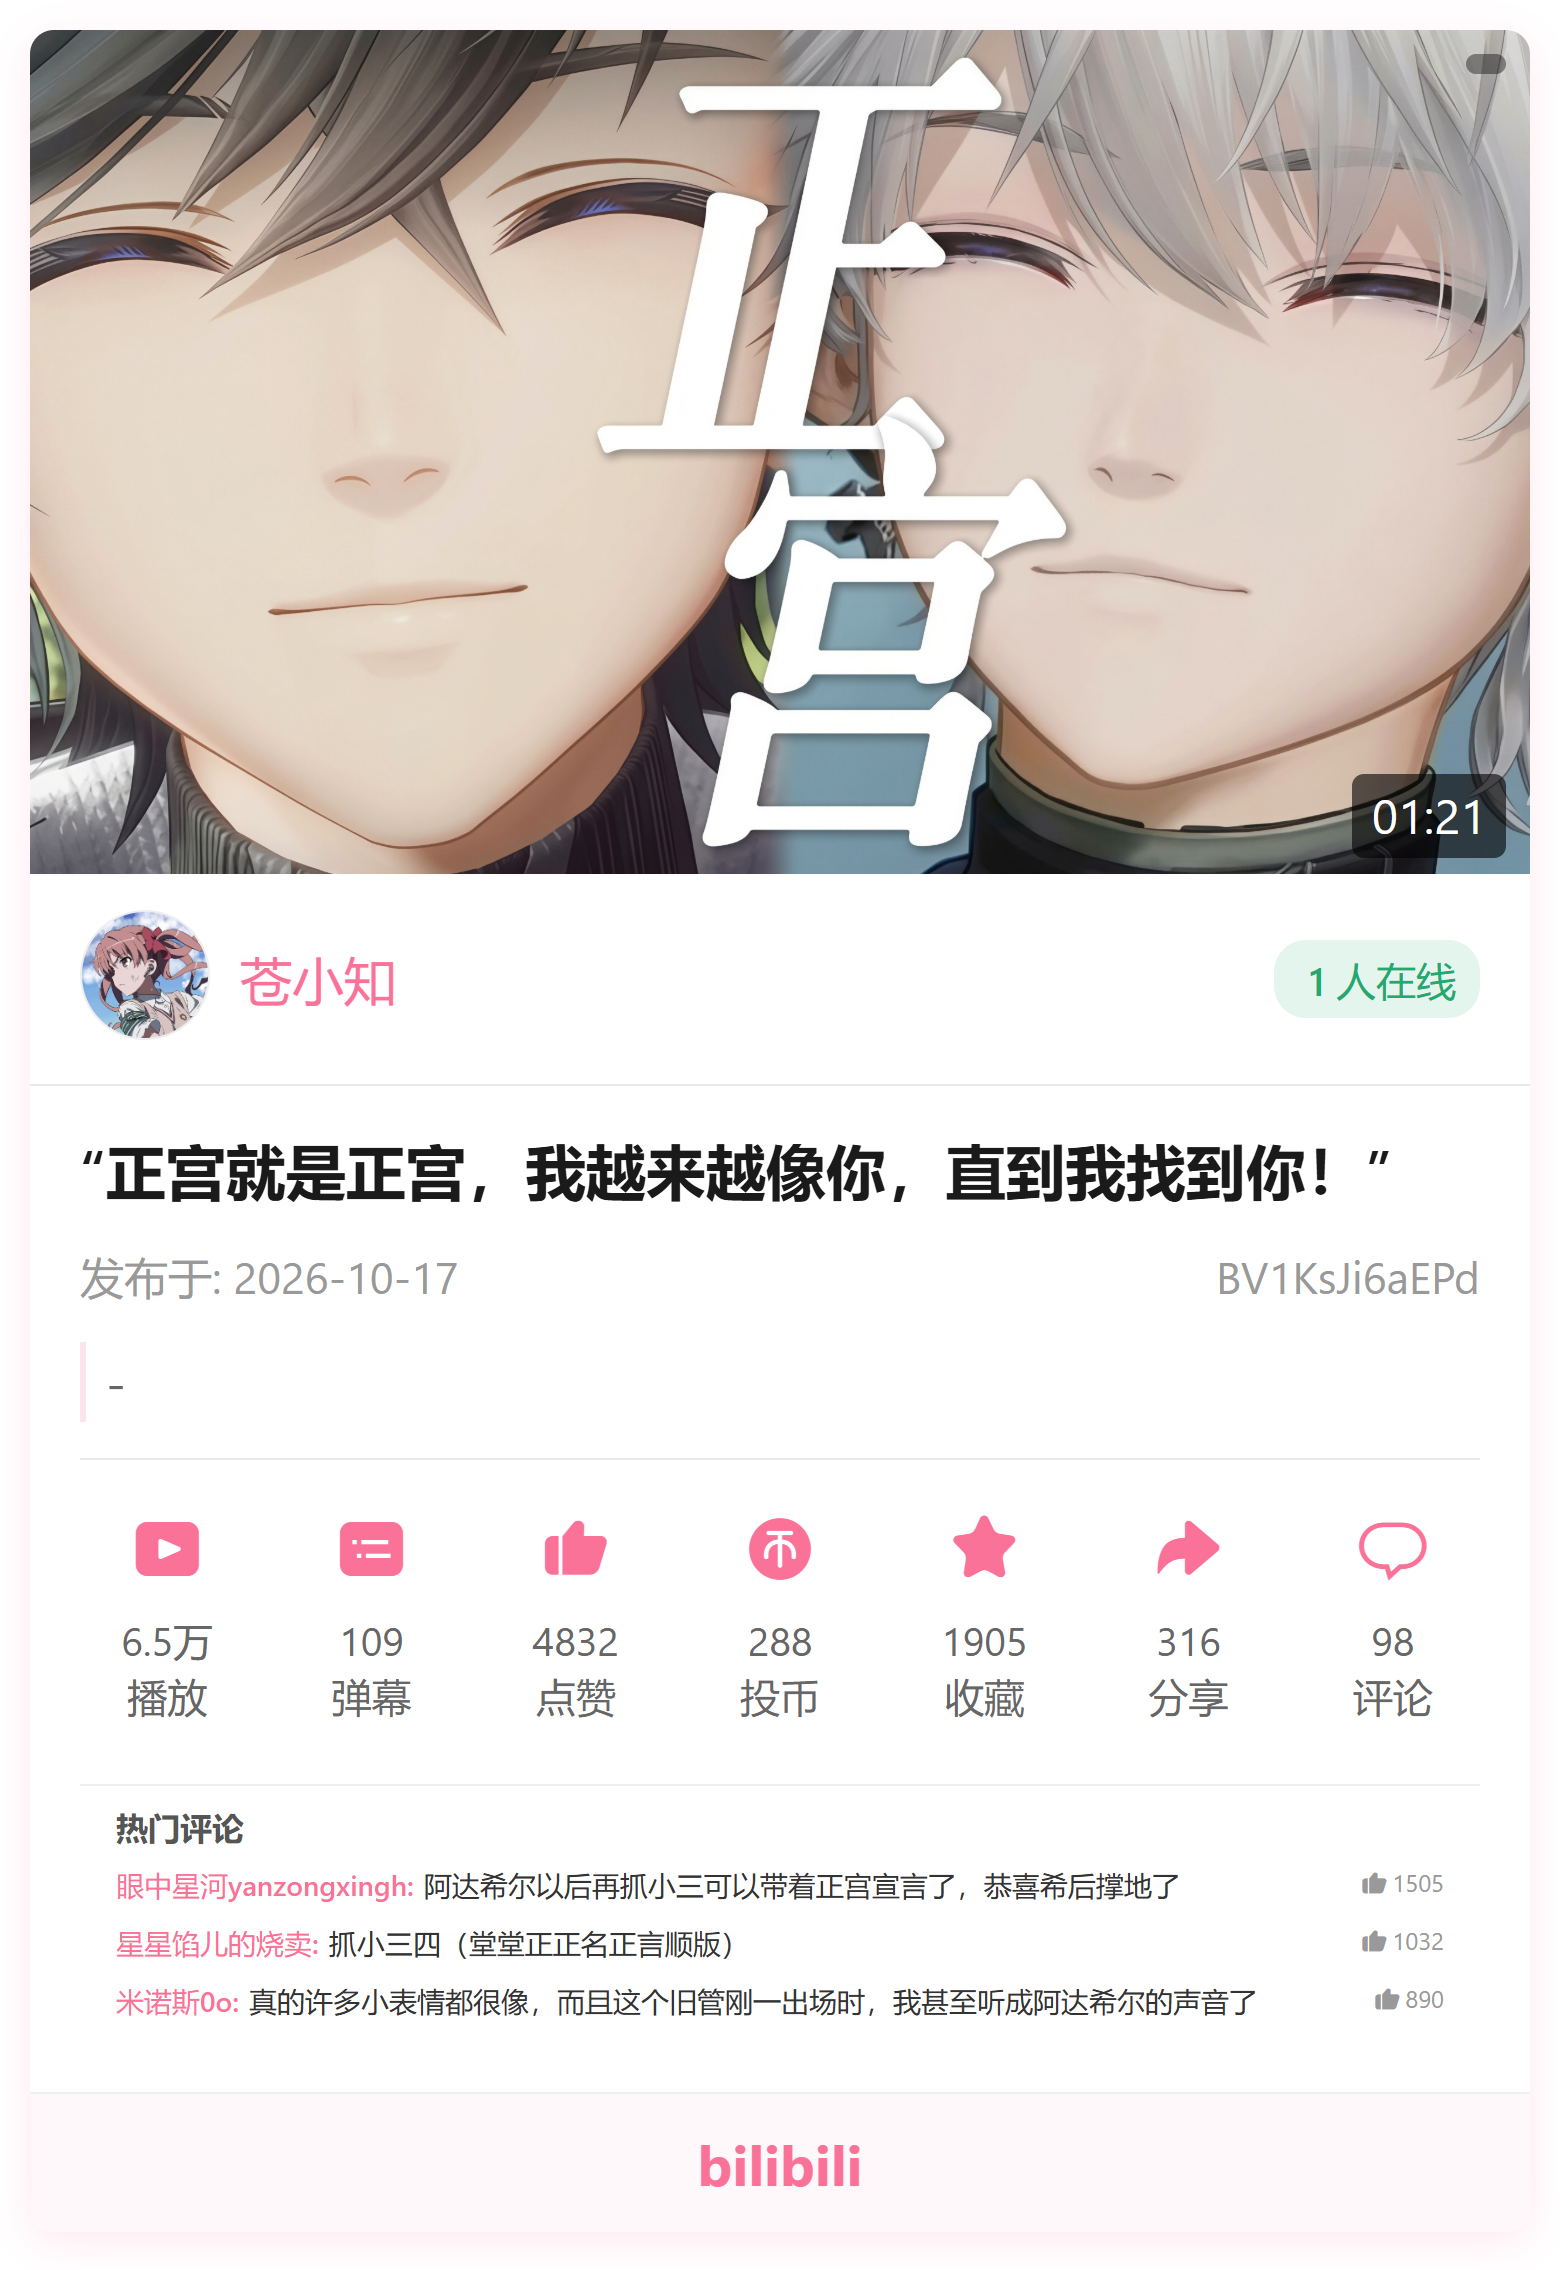 正宫
01:21
苍小知
1 人在线
“正宫就是正宫，我越来越像你，直到我找到你！”
发布于: 2026-10-17
BV1KsJi6aEPd
-
6.5万 109 4832 288 1905 316 98
播放 弹幕 点赞 投币 收藏 分享 评论
热门评论
眼中星河yanzongxingh: 阿达希尔以后再抓小三可以带着正宫宣言了，恭喜希后撑地了 1505
星星馅儿的烧卖: 抓小三四（堂堂正正名正言顺版） 1032
米诺斯0o: 真的许多小表情都很像，而且这个旧管刚一出场时，我甚至听成阿达希尔的声音了 890
bilibili